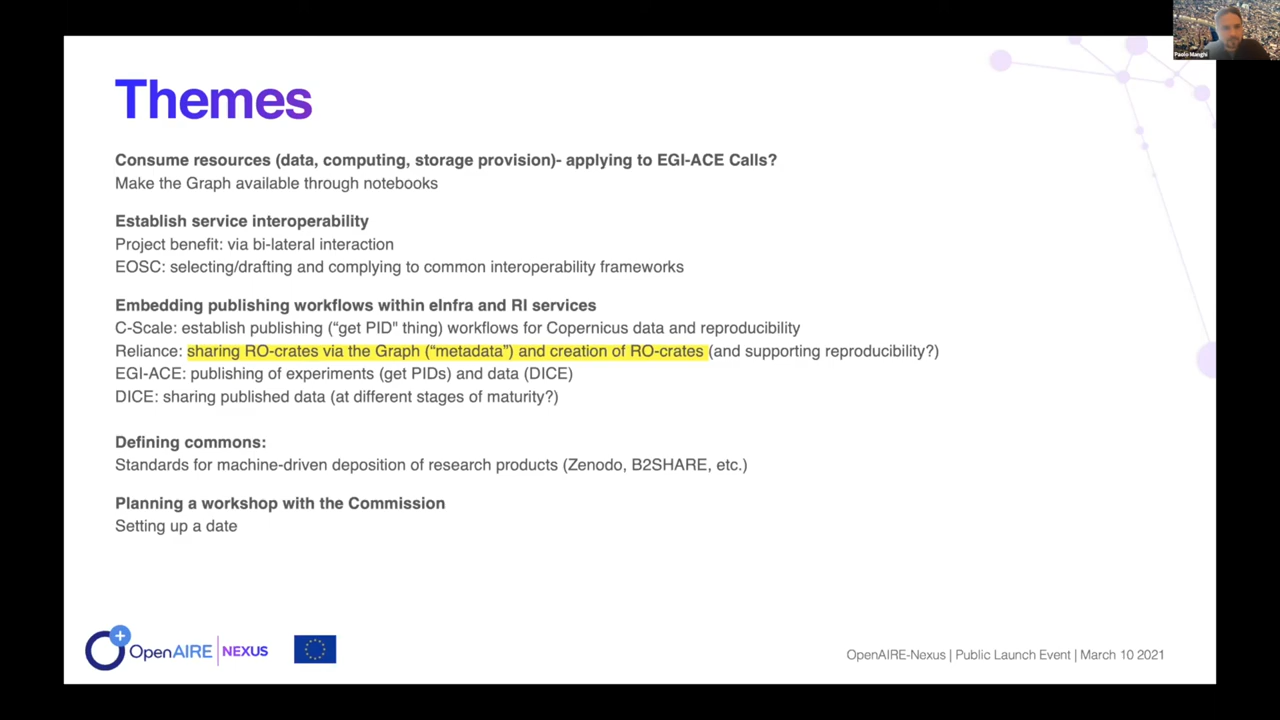 Paolo Manghi
Themes
Consume resources (data, computing, storage provision)- applying to EGI-ACE Calls?
Make the Graph available through notebooks
Establish service interoperability
Project benefit: via bi-lateral interaction
EOSC: selecting/drafting and complying to common interoperability frameworks
Embedding publishing workflows within eInfra and RI services
C-Scale: establish publishing (“get PID" thing) workflows for Copernicus data and reproducibility
Reliance: sharing RO-crates via the Graph (“metadata”) and creation of RO-crates (and supporting reproducibility?)
EGI-ACE: publishing of experiments (get PIDs) and data (DICE)
DICE: sharing published data (at different stages of maturity?)
Defining commons:
Standards for machine-driven deposition of research products (Zenodo, B2SHARE, etc.)
Planning a workshop with the Commission
Setting up a date
OpenAIRE NEXUS
OpenAIRE-Nexus | Public Launch Event | March 10 2021